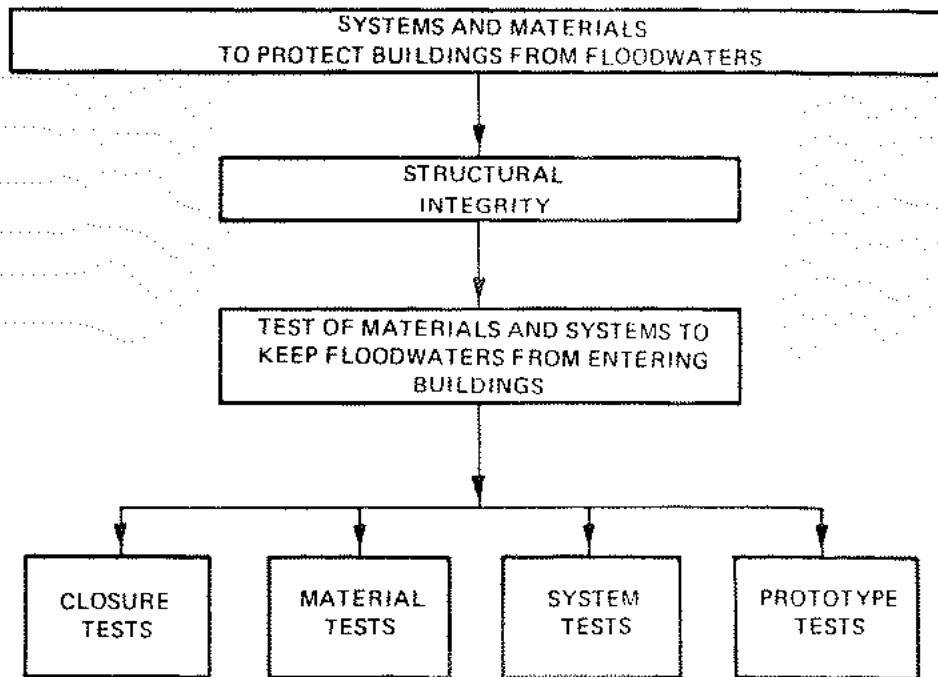 SYSTEMS AND MATERIALS
TO PROTECT BUILDINGS FROM FLOODWATERS
STRUCTURAL
INTEGRITY
TEST OF MATERIALS AND SYSTEMS TO
KEEP FLOODWATERS FROM ENTERING
BUILDINGS
CLOSURE
TESTS
MATERIAL
TESTS
SYSTEM
TESTS
PROTOTYPE
TESTS